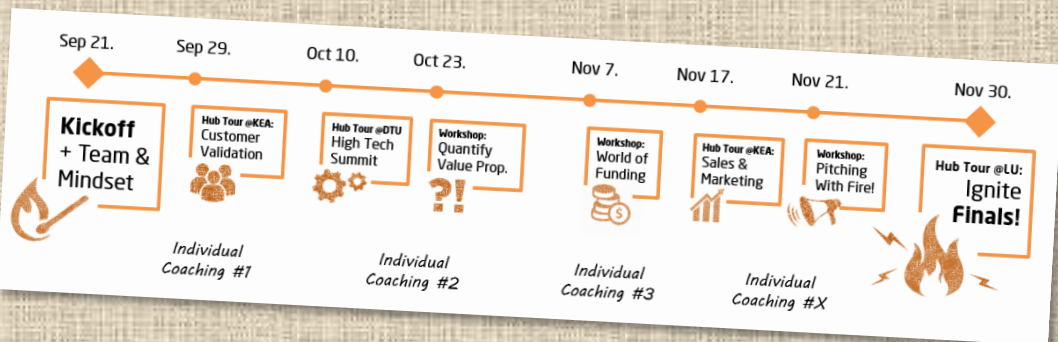 Sep 21.
Sep 29.
Oct 10.
Oct 23.
Nov 7.
Nov 17.
Nov 21.
Nov 30.
Kickoff
+ Team &
Mindset
Hub Tour @KEA:
Customer
Validation
Hub Tour @DTU
High Tech
Summit
Workshop:
Quantify
Value Prop.
?!
Workshop:
World of
Funding
$
Hub Tour @KEA:
Sales &
Marketing
Workshop:
Pitching
With Fire!
Hub Tour @LU:
Ignite
Finals!
Individual
Coaching #1
Individual
Coaching #2
Individual
Coaching #3
Individual
Coaching #X